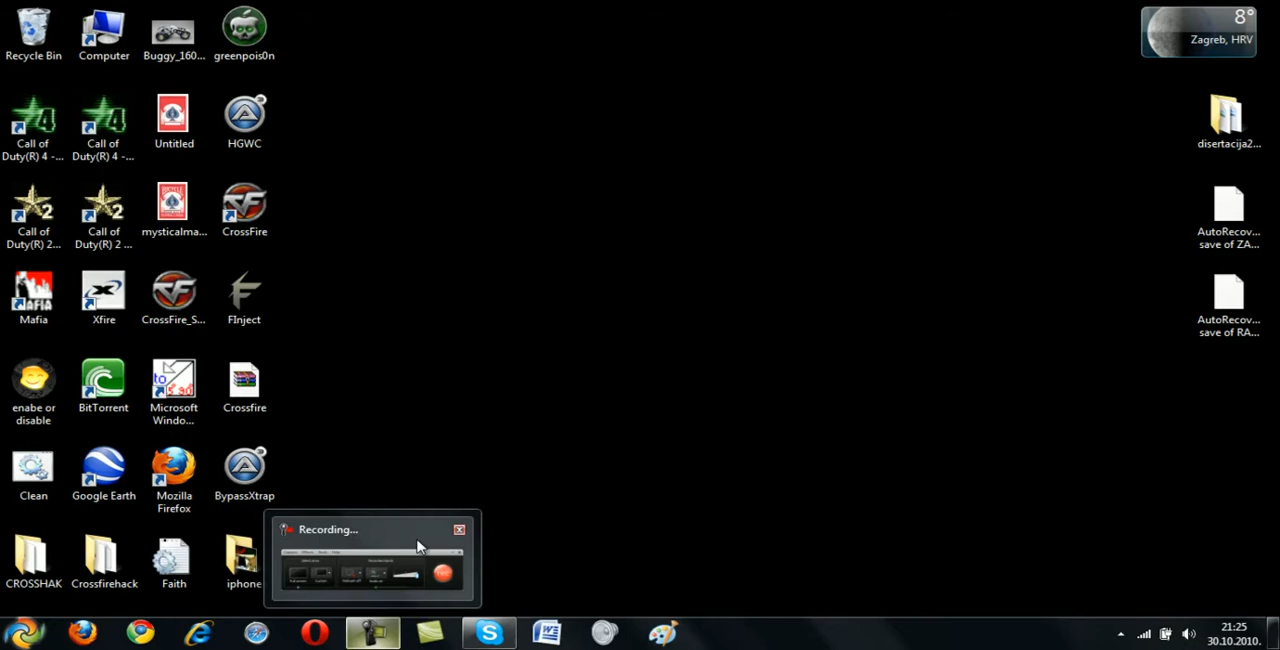 Recycle Bin
Computer
Buggy_160...
greenpois0n
8°
Zagreb, HRV
Call of
Duty(R) 4 -...
Call of
Duty(R) 4 -...
Untitled
HGWC
disertacija2...
Call of
Duty(R) 2...
Call of
Duty(R) 2 ...
mysticalma...
CrossFire
AutoRecov...
save of ZA...
Mafia
Xfire
CrossFire_S...
FInject
AutoRecov...
save of RA...
enabe or
disable
BitTorrent
Microsoft
Windo...
Crossfire
Clean
Google Earth
Mozilla
Firefox
BypassXtrap
CROSSHAK
Crossfirehack
Faith
iphone
Recording...
rec
21:25
30.10.2010.